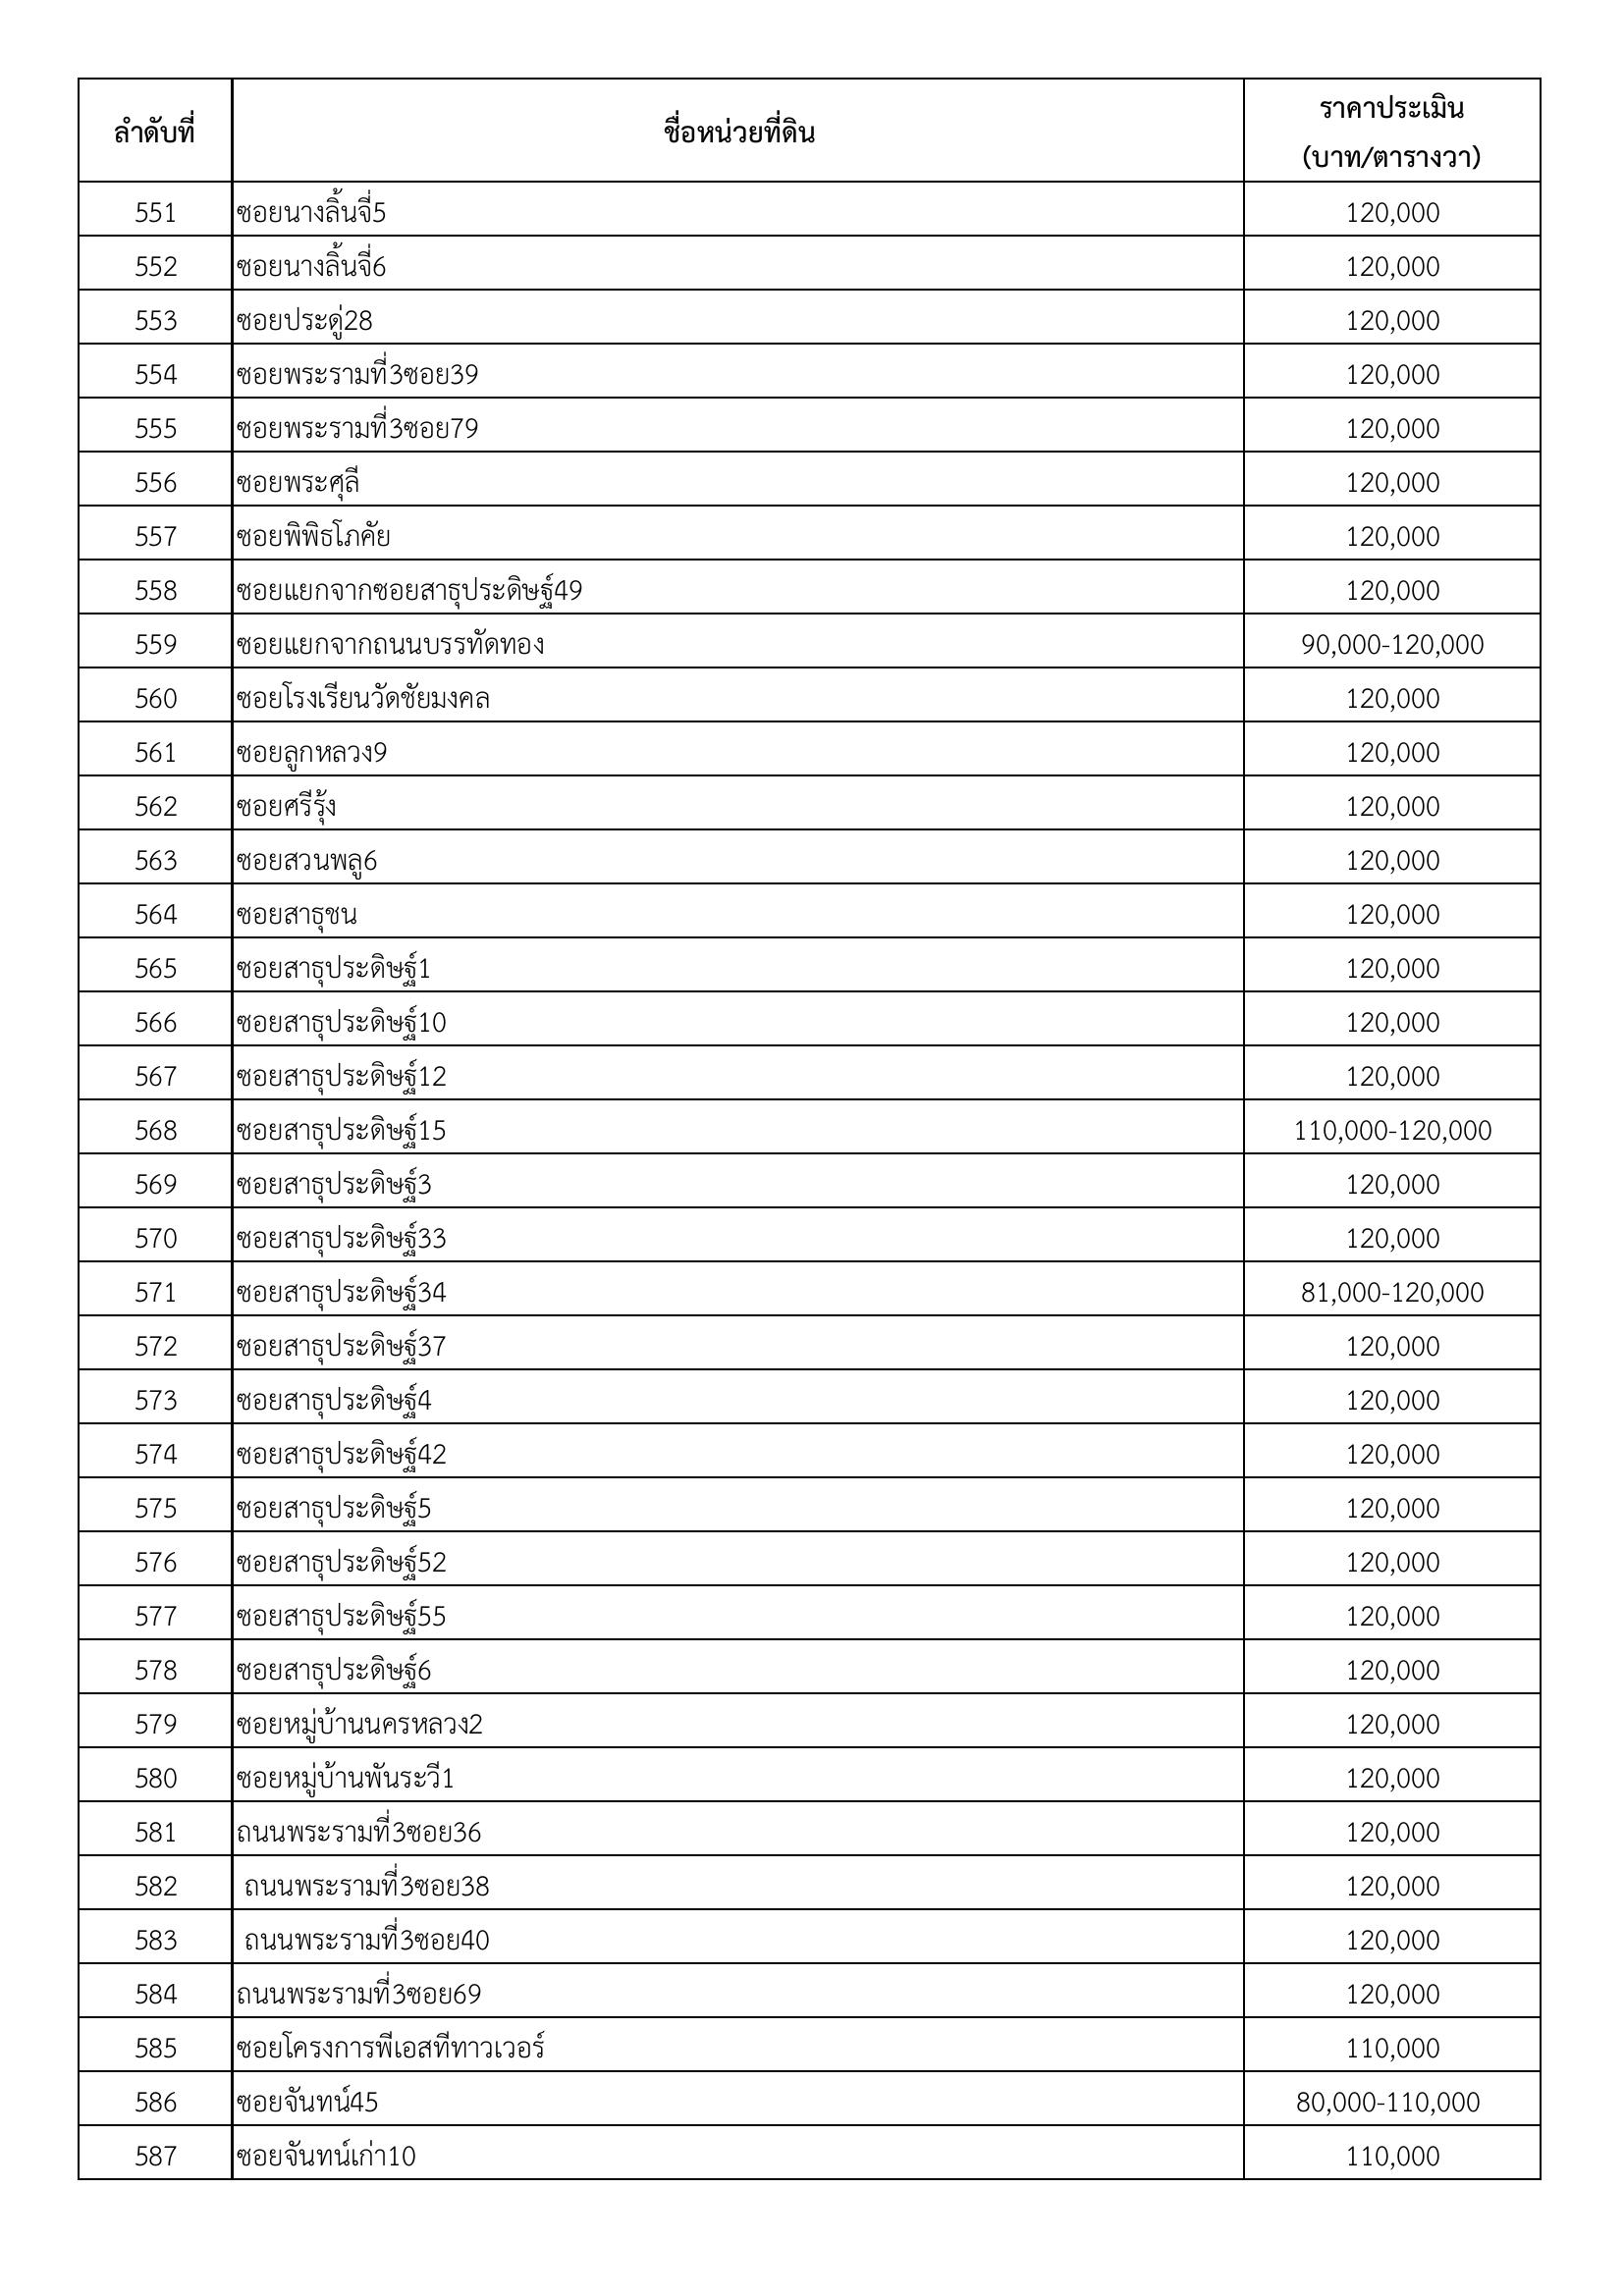 ลำดับที่ ชื่อหน่วยที่ดิน ราคาประเมิน
(บาท/ตารางวา)
551 ซอยนางลิ้นจี่5 120,000
552 ซอยนางลิ้นจี่6 120,000
553 ซอยประดู่28 120,000
554 ซอยพระรามที่3ซอย39 120,000
555 ซอยพระรามที่3ซอย79 120,000
556 ซอยพระศุลี 120,000
557 ซอยพิพิธโภคัย 120,000
558 ซอยแยกจากซอยสาธุประดิษฐ์49 120,000
559 ซอยแยกจากถนนบรรทัดทอง 90,000-120,000
560 ซอยโรงเรียนวัดชัยมงคล 120,000
561 ซอยลูกหลวง9 120,000
562 ซอยศรีรุ้ง 120,000
563 ซอยสวนพลู6 120,000
564 ซอยสาธุชน 120,000
565 ซอยสาธุประดิษฐ์1 120,000
566 ซอยสาธุประดิษฐ์10 120,000
567 ซอยสาธุประดิษฐ์12 120,000
568 ซอยสาธุประดิษฐ์15 110,000-120,000
569 ซอยสาธุประดิษฐ์3 120,000
570 ซอยสาธุประดิษฐ์33 120,000
571 ซอยสาธุประดิษฐ์34 81,000-120,000
572 ซอยสาธุประดิษฐ์37 120,000
573 ซอยสาธุประดิษฐ์4 120,000
574 ซอยสาธุประดิษฐ์42 120,000
575 ซอยสาธุประดิษฐ์5 120,000
576 ซอยสาธุประดิษฐ์52 120,000
577 ซอยสาธุประดิษฐ์55 120,000
578 ซอยสาธุประดิษฐ์6 120,000
579 ซอยหมู่บ้านนครหลวง2 120,000
580 ซอยหมู่บ้านพันระวี1 120,000
581 ถนนพระรามที่3ซอย36 120,000
582 ถนนพระรามที่3ซอย38 120,000
583 ถนนพระรามที่3ซอย40 120,000
584 ถนนพระรามที่3ซอย69 120,000
585 ซอยโครงการพีเอสทีทาวเวอร์ 110,000
586 ซอยจันทน์45 80,000-110,000
587 ซอยจันทน์เก่า10 110,000